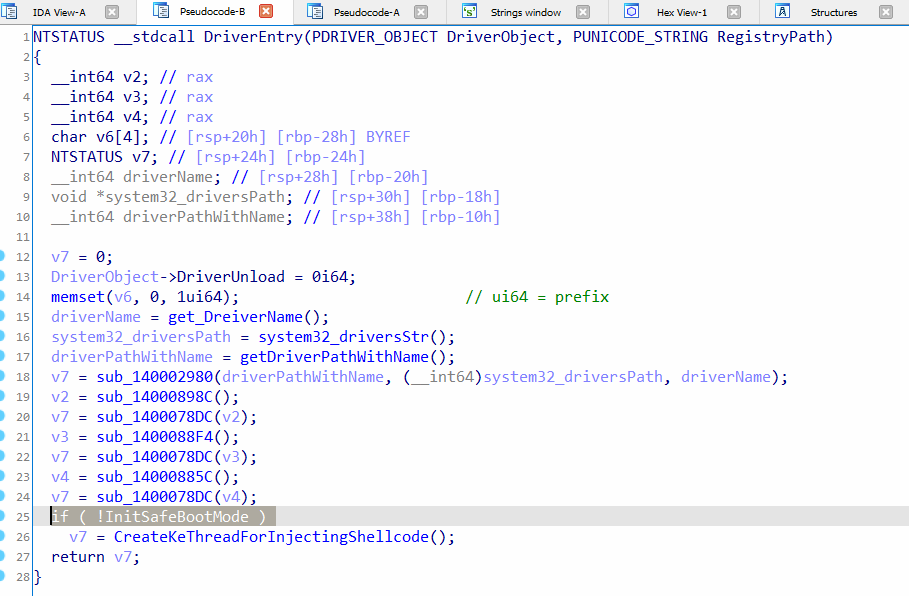 IDA View-A Pseudocode-B Pseudocode-A Strings window Hex View-1 Structures
1 NTSTATUS __stdcall DriverEntry(PDRIVER_OBJECT DriverObject, PUNICODE_STRING RegistryPath)
2 {
3 __int64 v2; // rax
4 __int64 v3; // rax
5 __int64 v4; // rax
6 char v6[4]; // [rsp+20h] [rbp-28h] BYREF
7 NTSTATUS v7; // [rsp+24h] [rbp-24h]
8 __int64 driverName; // [rsp+28h] [rbp-20h]
9 void *system32_driversPath; // [rsp+30h] [rbp-18h]
10 __int64 driverPathWithName; // [rsp+38h] [rbp-10h]
11
12 v7 = 0;
13 DriverObject->DriverUnload = 0i64;
14 memset(v6, 0, 1ui64); // ui64 = prefix
15 driverName = get_DreiverName();
16 system32_driversPath = system32_driversStr();
17 driverPathWithName = getDriverPathWithName();
18 v7 = sub_140002980(driverPathWithName, (__int64)system32_driversPath, driverName);
19 v2 = sub_14000898C();
20 v7 = sub_1400078DC(v2);
21 v3 = sub_1400088F4();
22 v7 = sub_1400078DC(v3);
23 v4 = sub_14000885C();
24 v7 = sub_1400078DC(v4);
25 if ( !InitSafeBootMode )
26 v7 = CreateKeThreadForInjectingShellcode();
27 return v7;
28 }